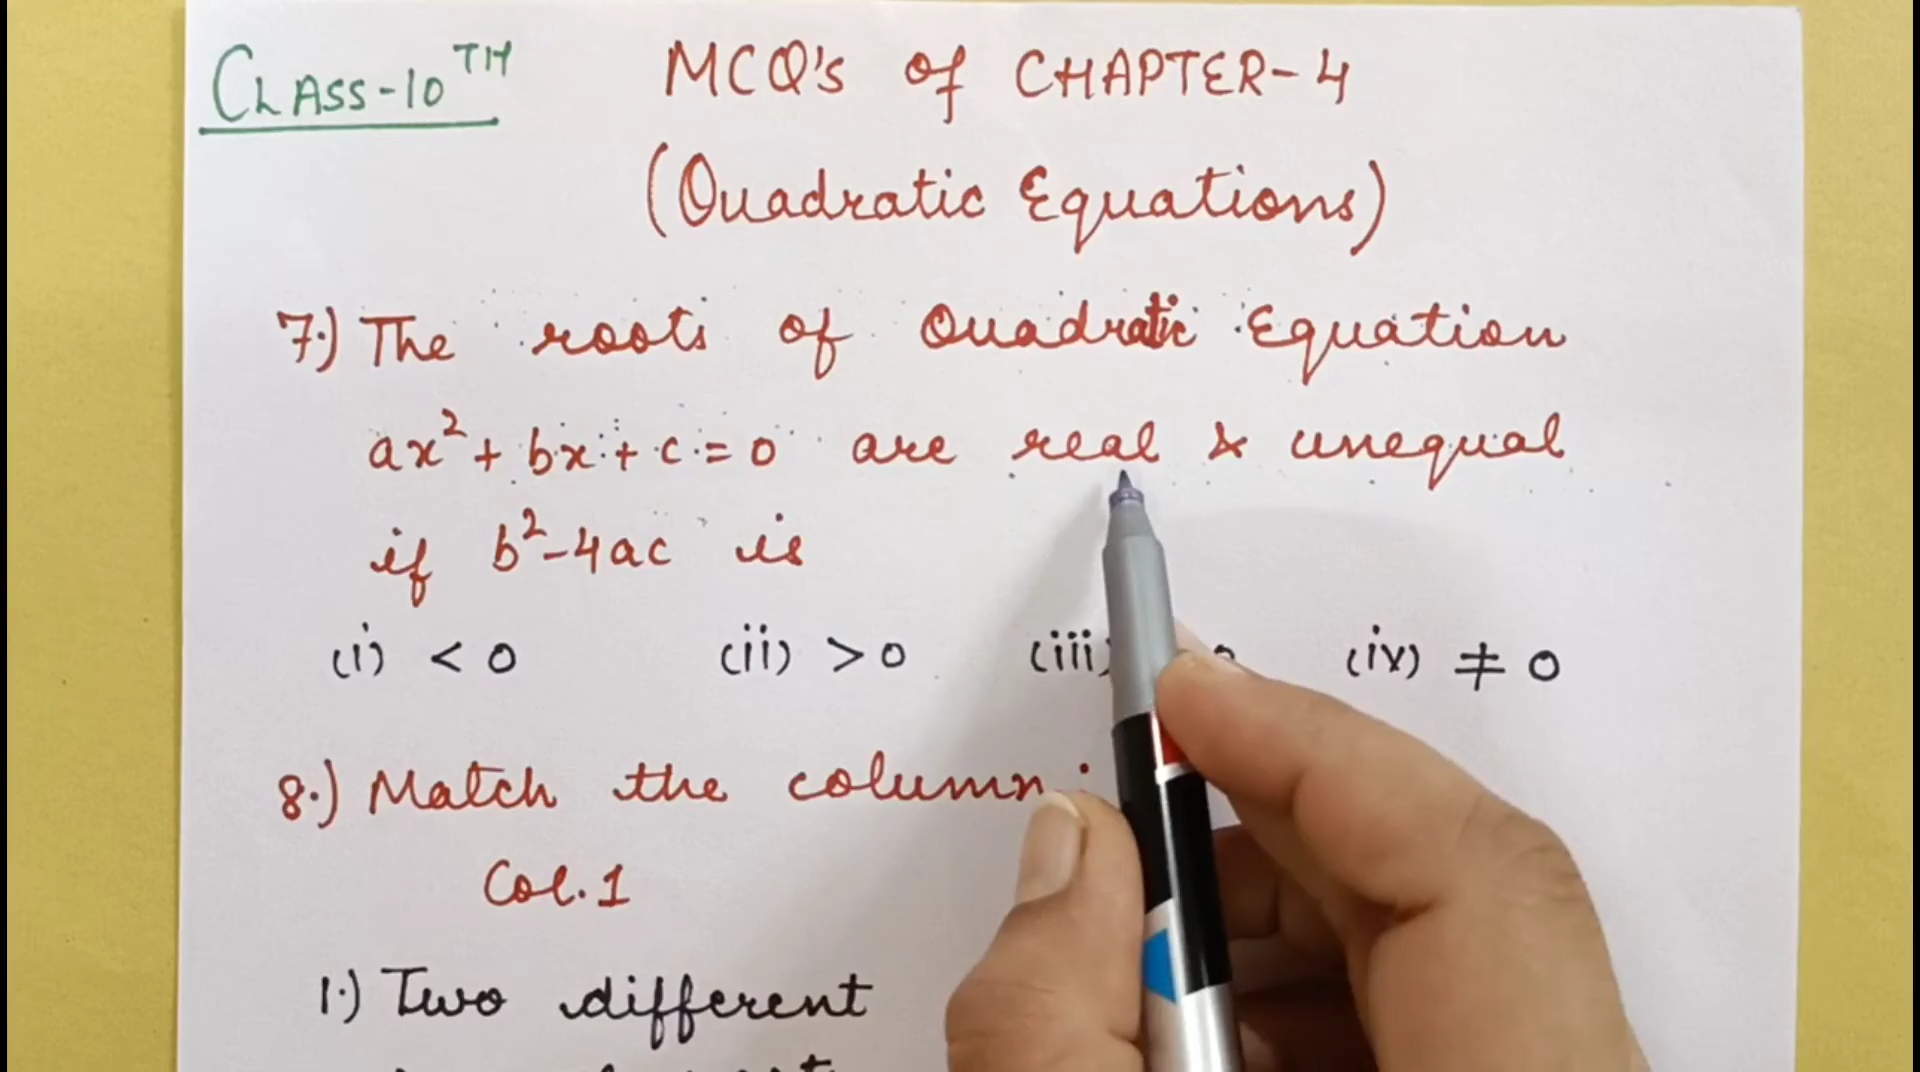 CLASS-10TH
MCQ's of CHAPTER-4
(Quadratic Equations)
7.) The roots of Quadratic Equation
ax²+ bx + c = 0 are real & unequal
if b²-4ac is
(i) < 0 (ii) > 0 (iii) 0 (iv) ≠ 0
8.) Match the column:
Col.1
1.) Two different